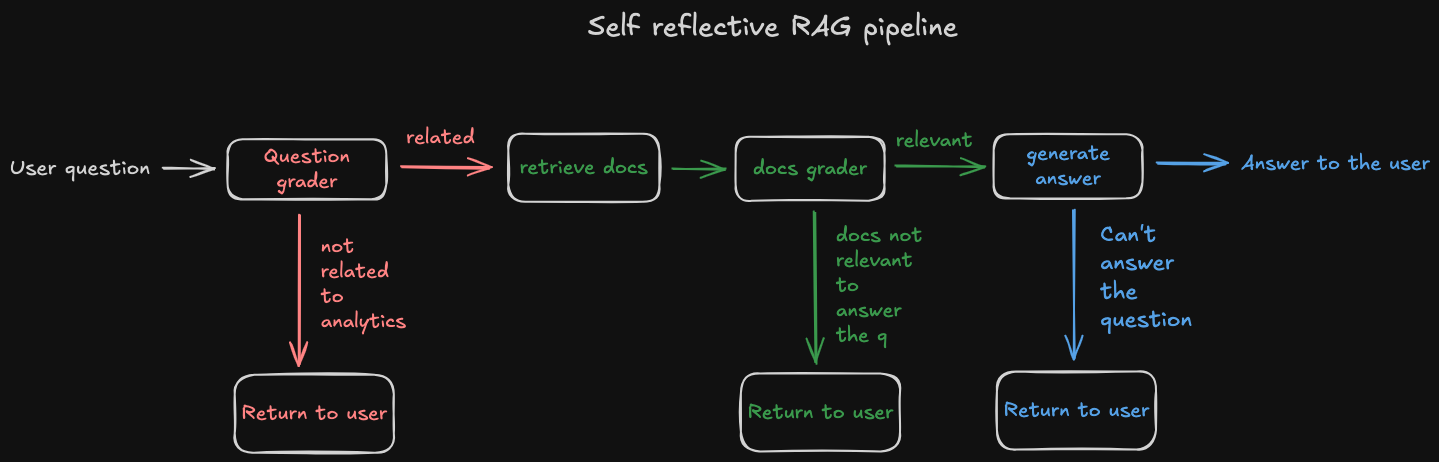 Self reflective RAG pipeline
User question
Question
grader
related
retrieve docs
docs grader
relevant
generate
answer
Answer to the user
not
related
to
analytics
docs not
relevant
to
answer
the q
Can't
answer
the
question
Return to user
Return to user
Return to user